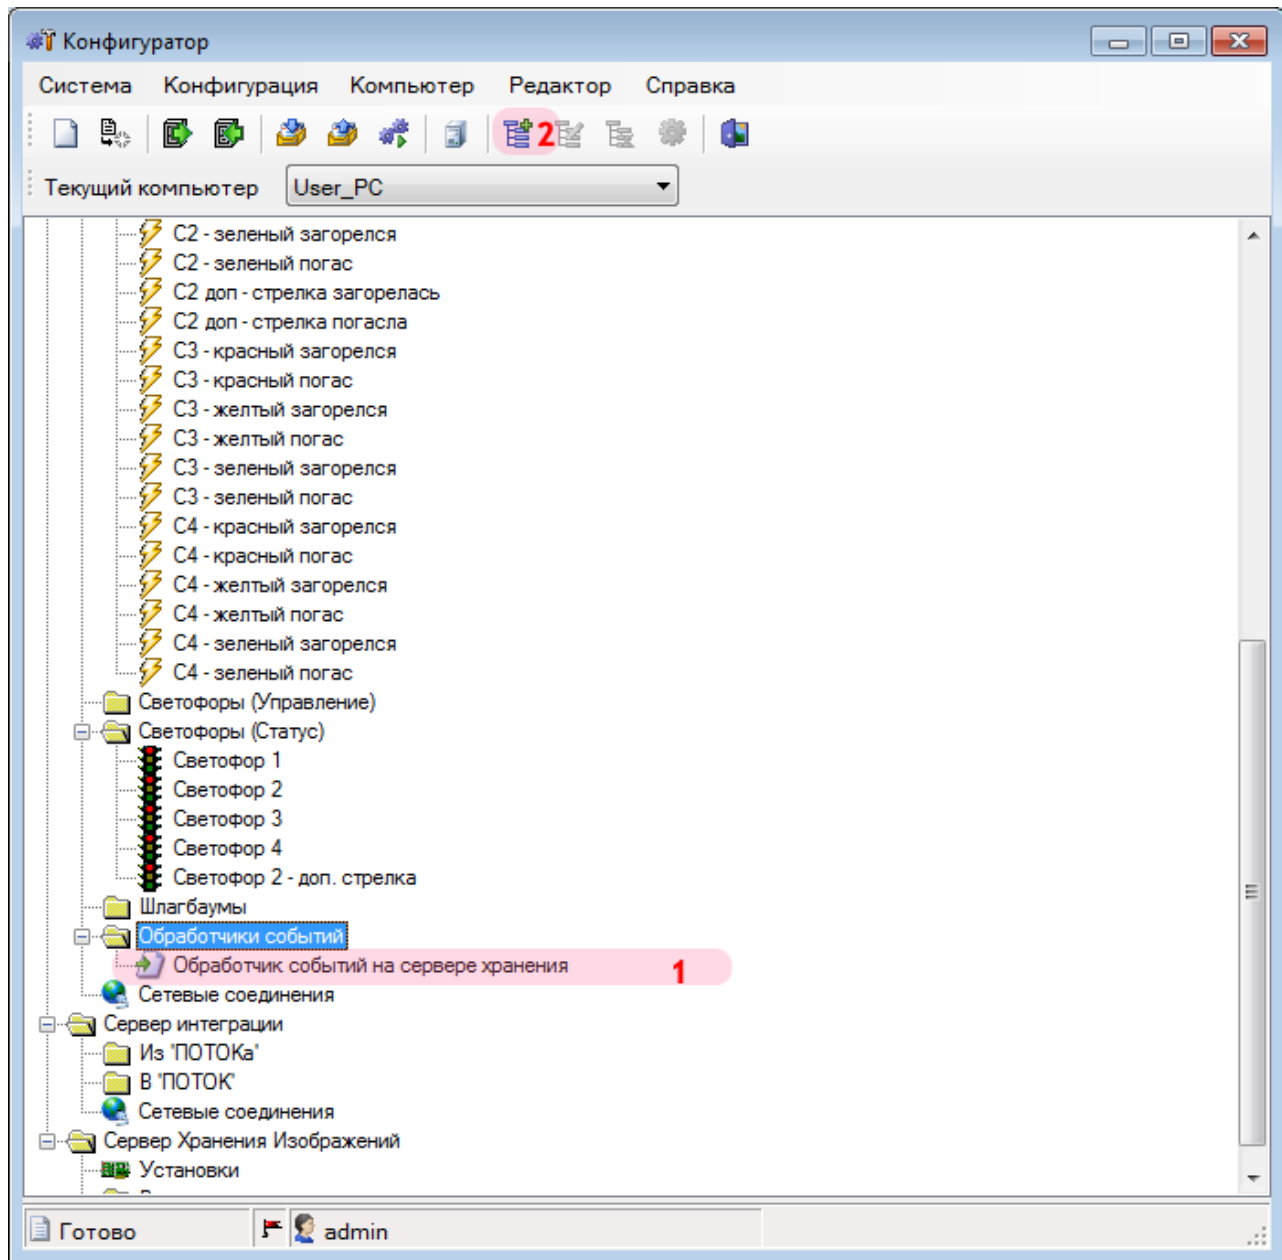 Конфигуратор
Система Конфигурация Компьютер Редактор Справка
2
Текущий компьютер User_PC
С2 - зеленый загорелся
С2 - зеленый погас
С2 доп - стрелка загорелась
С2 доп - стрелка погасла
С3 - красный загорелся
С3 - красный погас
С3 - желтый загорелся
С3 - желтый погас
С3 - зеленый загорелся
С3 - зеленый погас
С4 - красный загорелся
С4 - красный погас
С4 - желтый загорелся
С4 - желтый погас
С4 - зеленый загорелся
С4 - зеленый погас
Светофоры (Управление)
Светофоры (Статус)
Светофор 1
Светофор 2
Светофор 3
Светофор 4
Светофор 2 - доп. стрелка
Шлагбаумы
Обработчики событий
Обработчик событий на сервере хранения 1
Сетевые соединения
Сервер интеграции
Из 'ПОТОКа'
В 'ПОТОК'
Сетевые соединения
Сервер Хранения Изображений
Установки
Готово admin